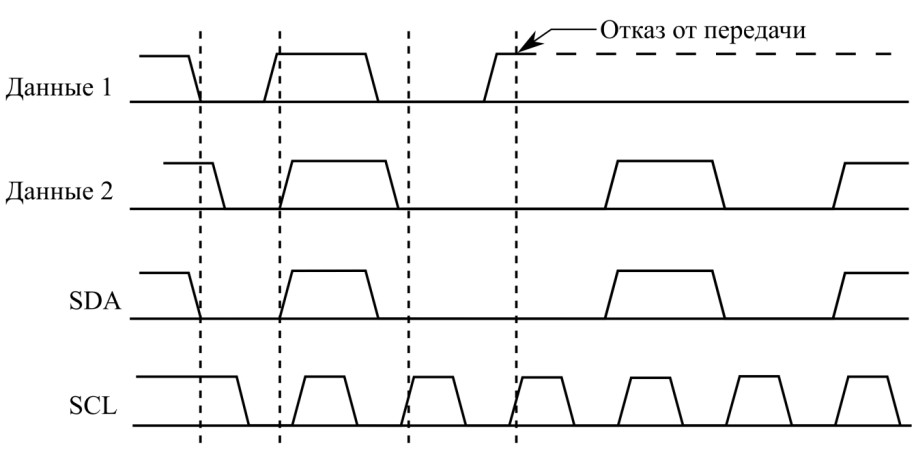 Отказ от передачи
Данные 1
Данные 2
SDA
SCL